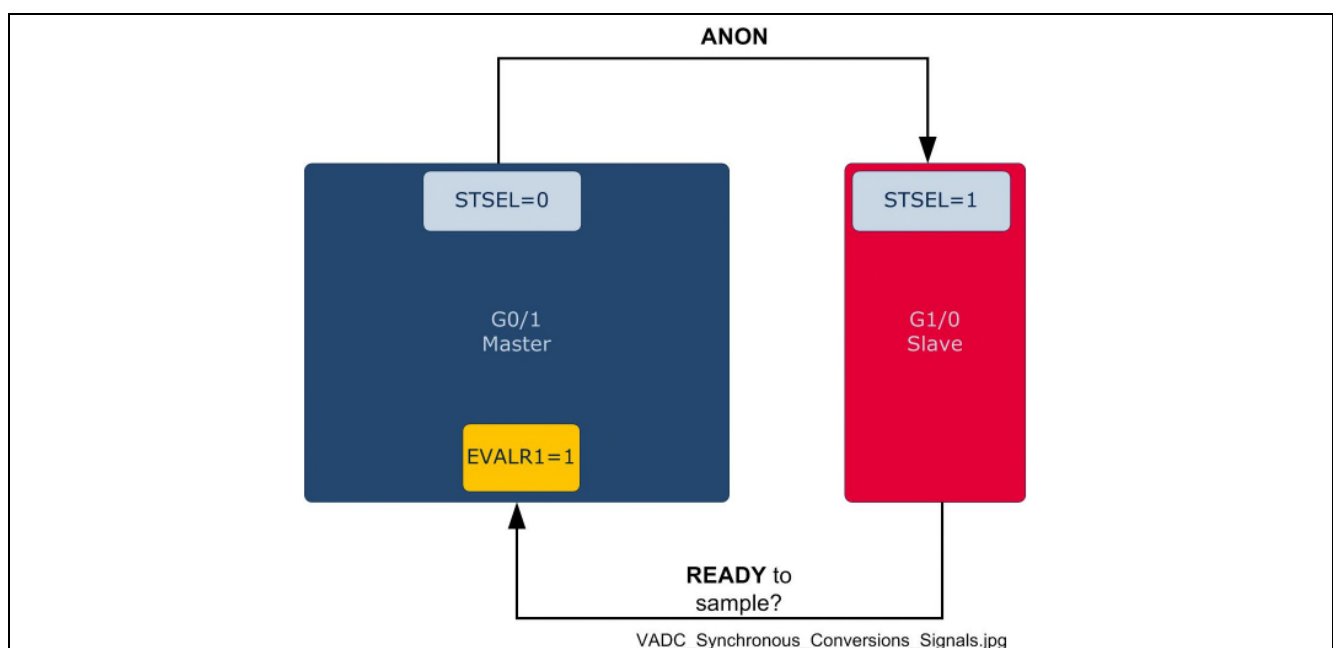 ANON
STSEL=0
STSEL=1
G0/1
Master
G1/0
Slave
EVALR1=1
READY to
sample?
VADC_Synchronous_Conversions_Signals.jpg